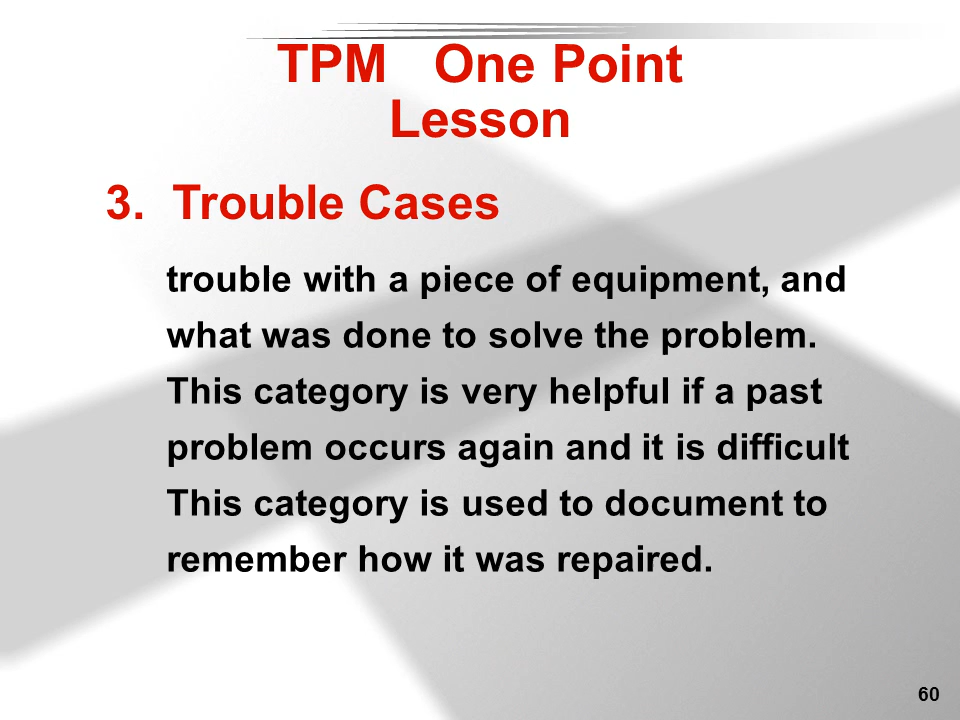 TPM One Point
Lesson
3. Trouble Cases
trouble with a piece of equipment, and
what was done to solve the problem.
This category is very helpful if a past
problem occurs again and it is difficult
This category is used to document to
remember how it was repaired.
60